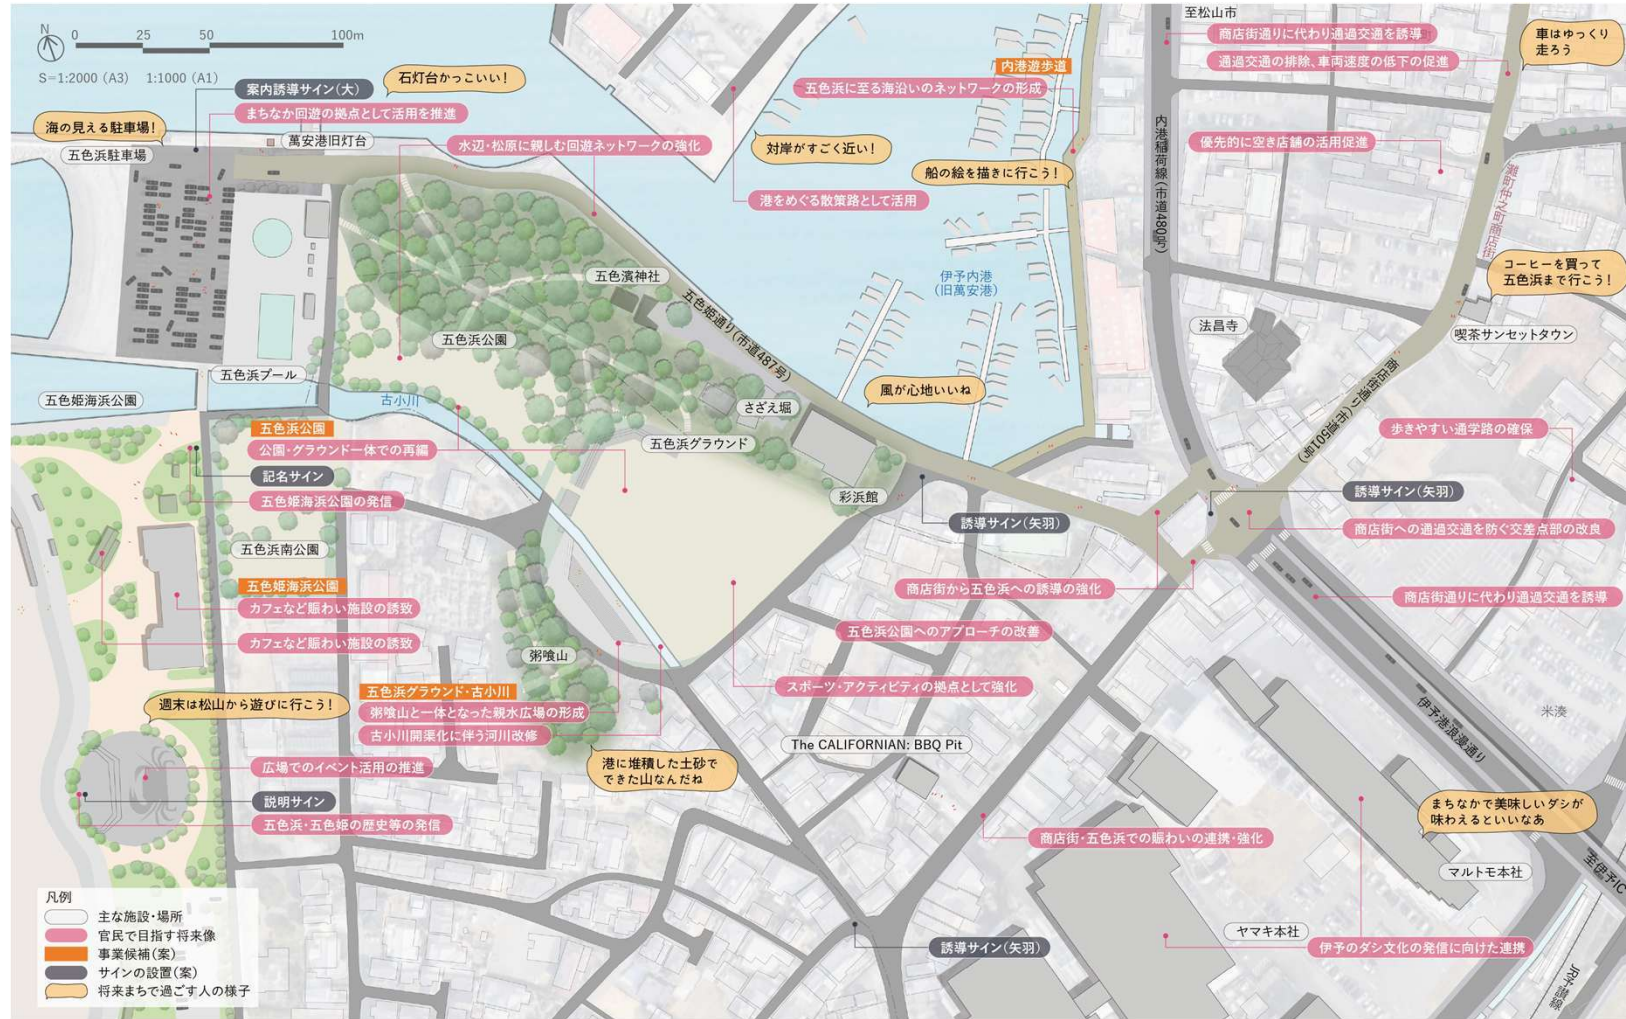 N
0
25
50
100m
S=1:2000 (A3)　1:1000 (A1)
案内誘導サイン(大)
石灯台かっこいい!
まちなか回遊の拠点として活用を推進
海の見える駐車場!
五色浜駐車場
萬安港旧灯台
水辺・松原に親しむ回遊ネットワークの強化
内港遊歩道
五色浜に至る海沿いのネットワークの形成
対岸がすごく近い!
船の絵を描きに行こう!
港をめぐる散策路として活用
至松山市
商店街通りに代わり通過交通を誘導
通過交通の排除、車両速度の低下の促進
車はゆっくり
走ろう
内港稲荷線(市道480号)
優先的に空き店舗の活用促進
灘町仲之町商店街
コーヒーを買って
五色浜まで行こう!
喫茶サンセットタウン
五色濱神社
五色浜公園
五色姫通り(市道487号)
伊予内港
(旧萬安港)
法昌寺
商店街通り(市道501号)
五色浜プール
五色姫海浜公園
古小川
さざえ堀
風が心地いいね
五色浜グラウンド
彩浜館
歩きやすい通学路の確保
五色浜公園
公園・グラウンド一体での再編
記名サイン
五色姫海浜公園の発信
誘導サイン(矢羽)
誘導サイン(矢羽)
商店街への通過交通を防ぐ交差点部の改良
五色浜南公園
五色姫海浜公園
カフェなど賑わい施設の誘致
カフェなど賑わい施設の誘致
商店街から五色浜への誘導の強化
商店街通りに代わり通過交通を誘導
五色浜公園へのアプローチの改善
粥喰山
五色浜グラウンド・古小川
粥喰山と一体となった親水広場の形成
古小川開渠化に伴う河川改修
スポーツ・アクティビティの拠点として強化
週末は松山から遊びに行こう!
伊予港浪漫通り
米湊
The CALIFORNIAN: BBQ Pit
港に堆積した土砂で
できた山なんだね
広場でのイベント活用の推進
説明サイン
五色浜・五色姫の歴史等の発信
まちなかで美味しいダシが
味わえるといいなあ
商店街・五色浜での賑わいの連携・強化
マルトモ本社
至伊予IC
ヤマキ本社
伊予のダシ文化の発信に向けた連携
誘導サイン(矢羽)
JR予讃線
凡例
主な施設・場所
官民で目指す将来像
事業候補(案)
サインの設置(案)
将来まちで過ごす人の様子